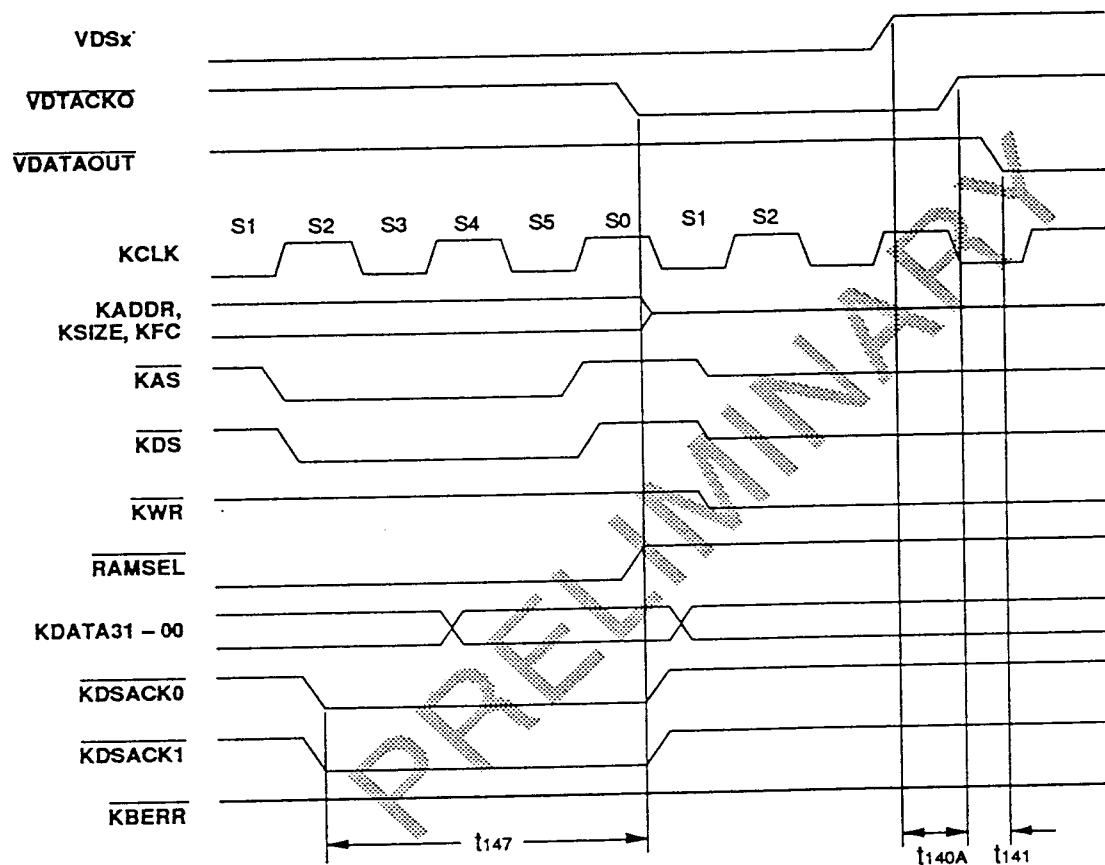 VDSx
VDTACKO
VDATAOUT
S1 S2 S3 S4 S5 S0 S1 S2
KCLK
KADDR,
KSIZE, KFC
KAS
KDS
KWR
RAMSEL
KDATA31 – 00
KDSACK0
KDSACK1
KBERR
t147
t140A
t141
PRELIMINARY